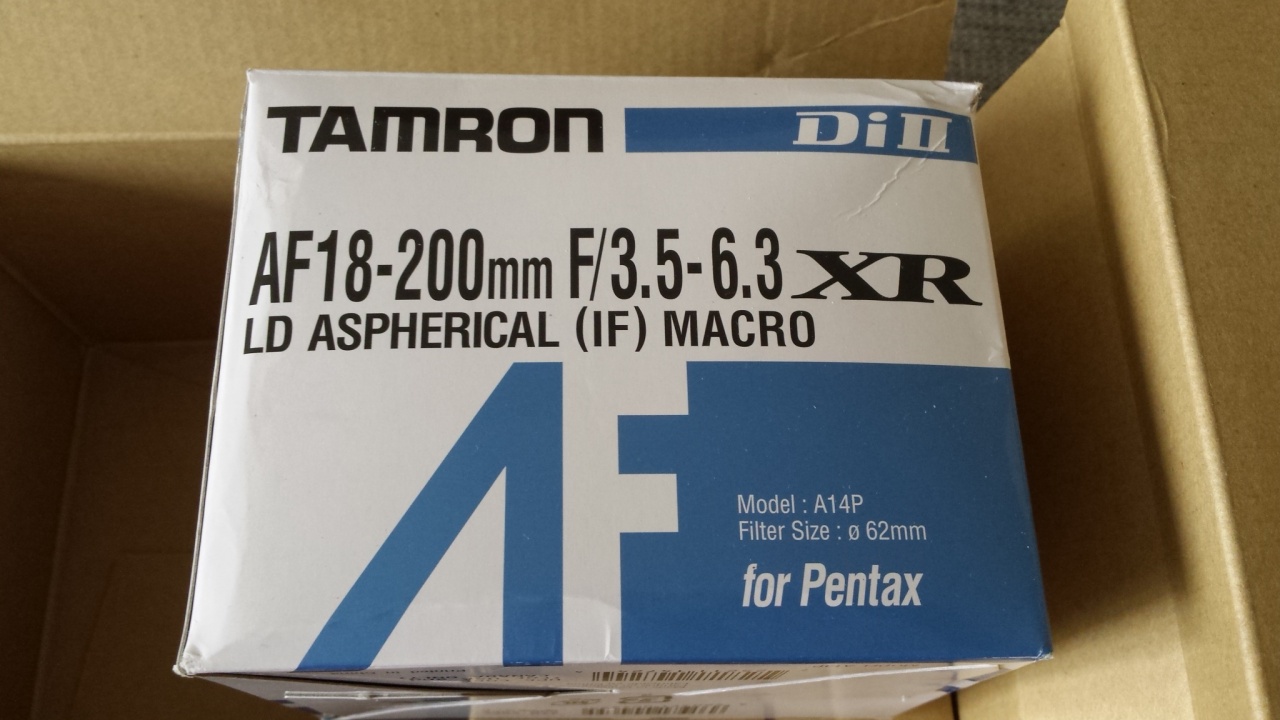 TAMRON Di II
AF18-200mm F/3.5-6.3 XR
LD ASPHERICAL (IF) MACRO
AF
Model : A14P
Filter Size : ø 62mm
for Pentax